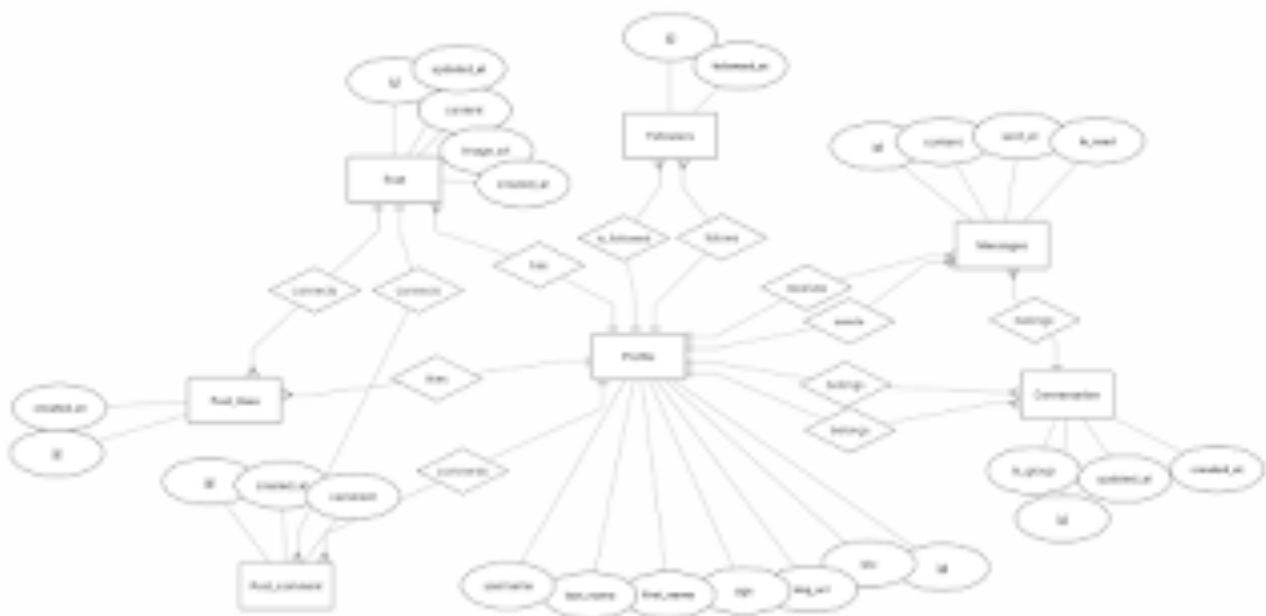 id
updated_at
id
followed_at
content
Followers
id
content
sent_at
is_read
image_url
Post
created_at
is_followed
follows
Messages
has
connects
connects
receives
sends
belongs
Profile
likes
belongs
Conversation
created_at
Post_likes
belongs
id
comments
is_group
created_at
updated_at
id
created_at
comment
id
Post_comment
username
last_name
first_name
age
img_url
bio
id